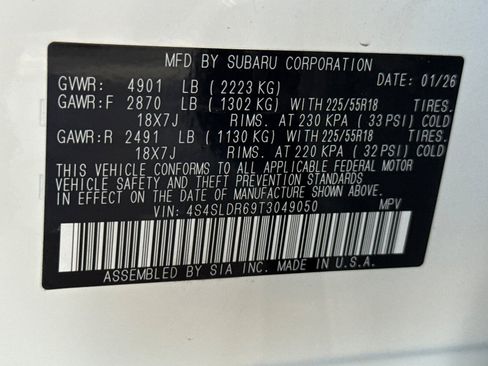 MFD BY SUBARU CORPORATION
GVWR: 4901 LB ( 2223 KG) DATE: 01/26
GAWR:F 2870 LB ( 1302 KG) WITH 225/55R18 TIRES.
18X7J RIMS. AT 230 KPA ( 33 PSI) COLD
GAWR:R 2491 LB ( 1130 KG) WITH 225/55R18 TIRES.
18X7J RIMS. AT 220 KPA ( 32 PSI) COLD
THIS VEHICLE CONFORMS TO ALL APPLICABLE FEDERAL MOTOR
VEHICLE SAFETY AND THEFT PREVENTION STANDARDS
IN EFFECT ON THE DATE OF MANUFACTURE SHOWN ABOVE.
VIN: 4S4SLDR69T3049050 MPV
ASSEMBLED BY SIA INC. MADE IN U.S.A.